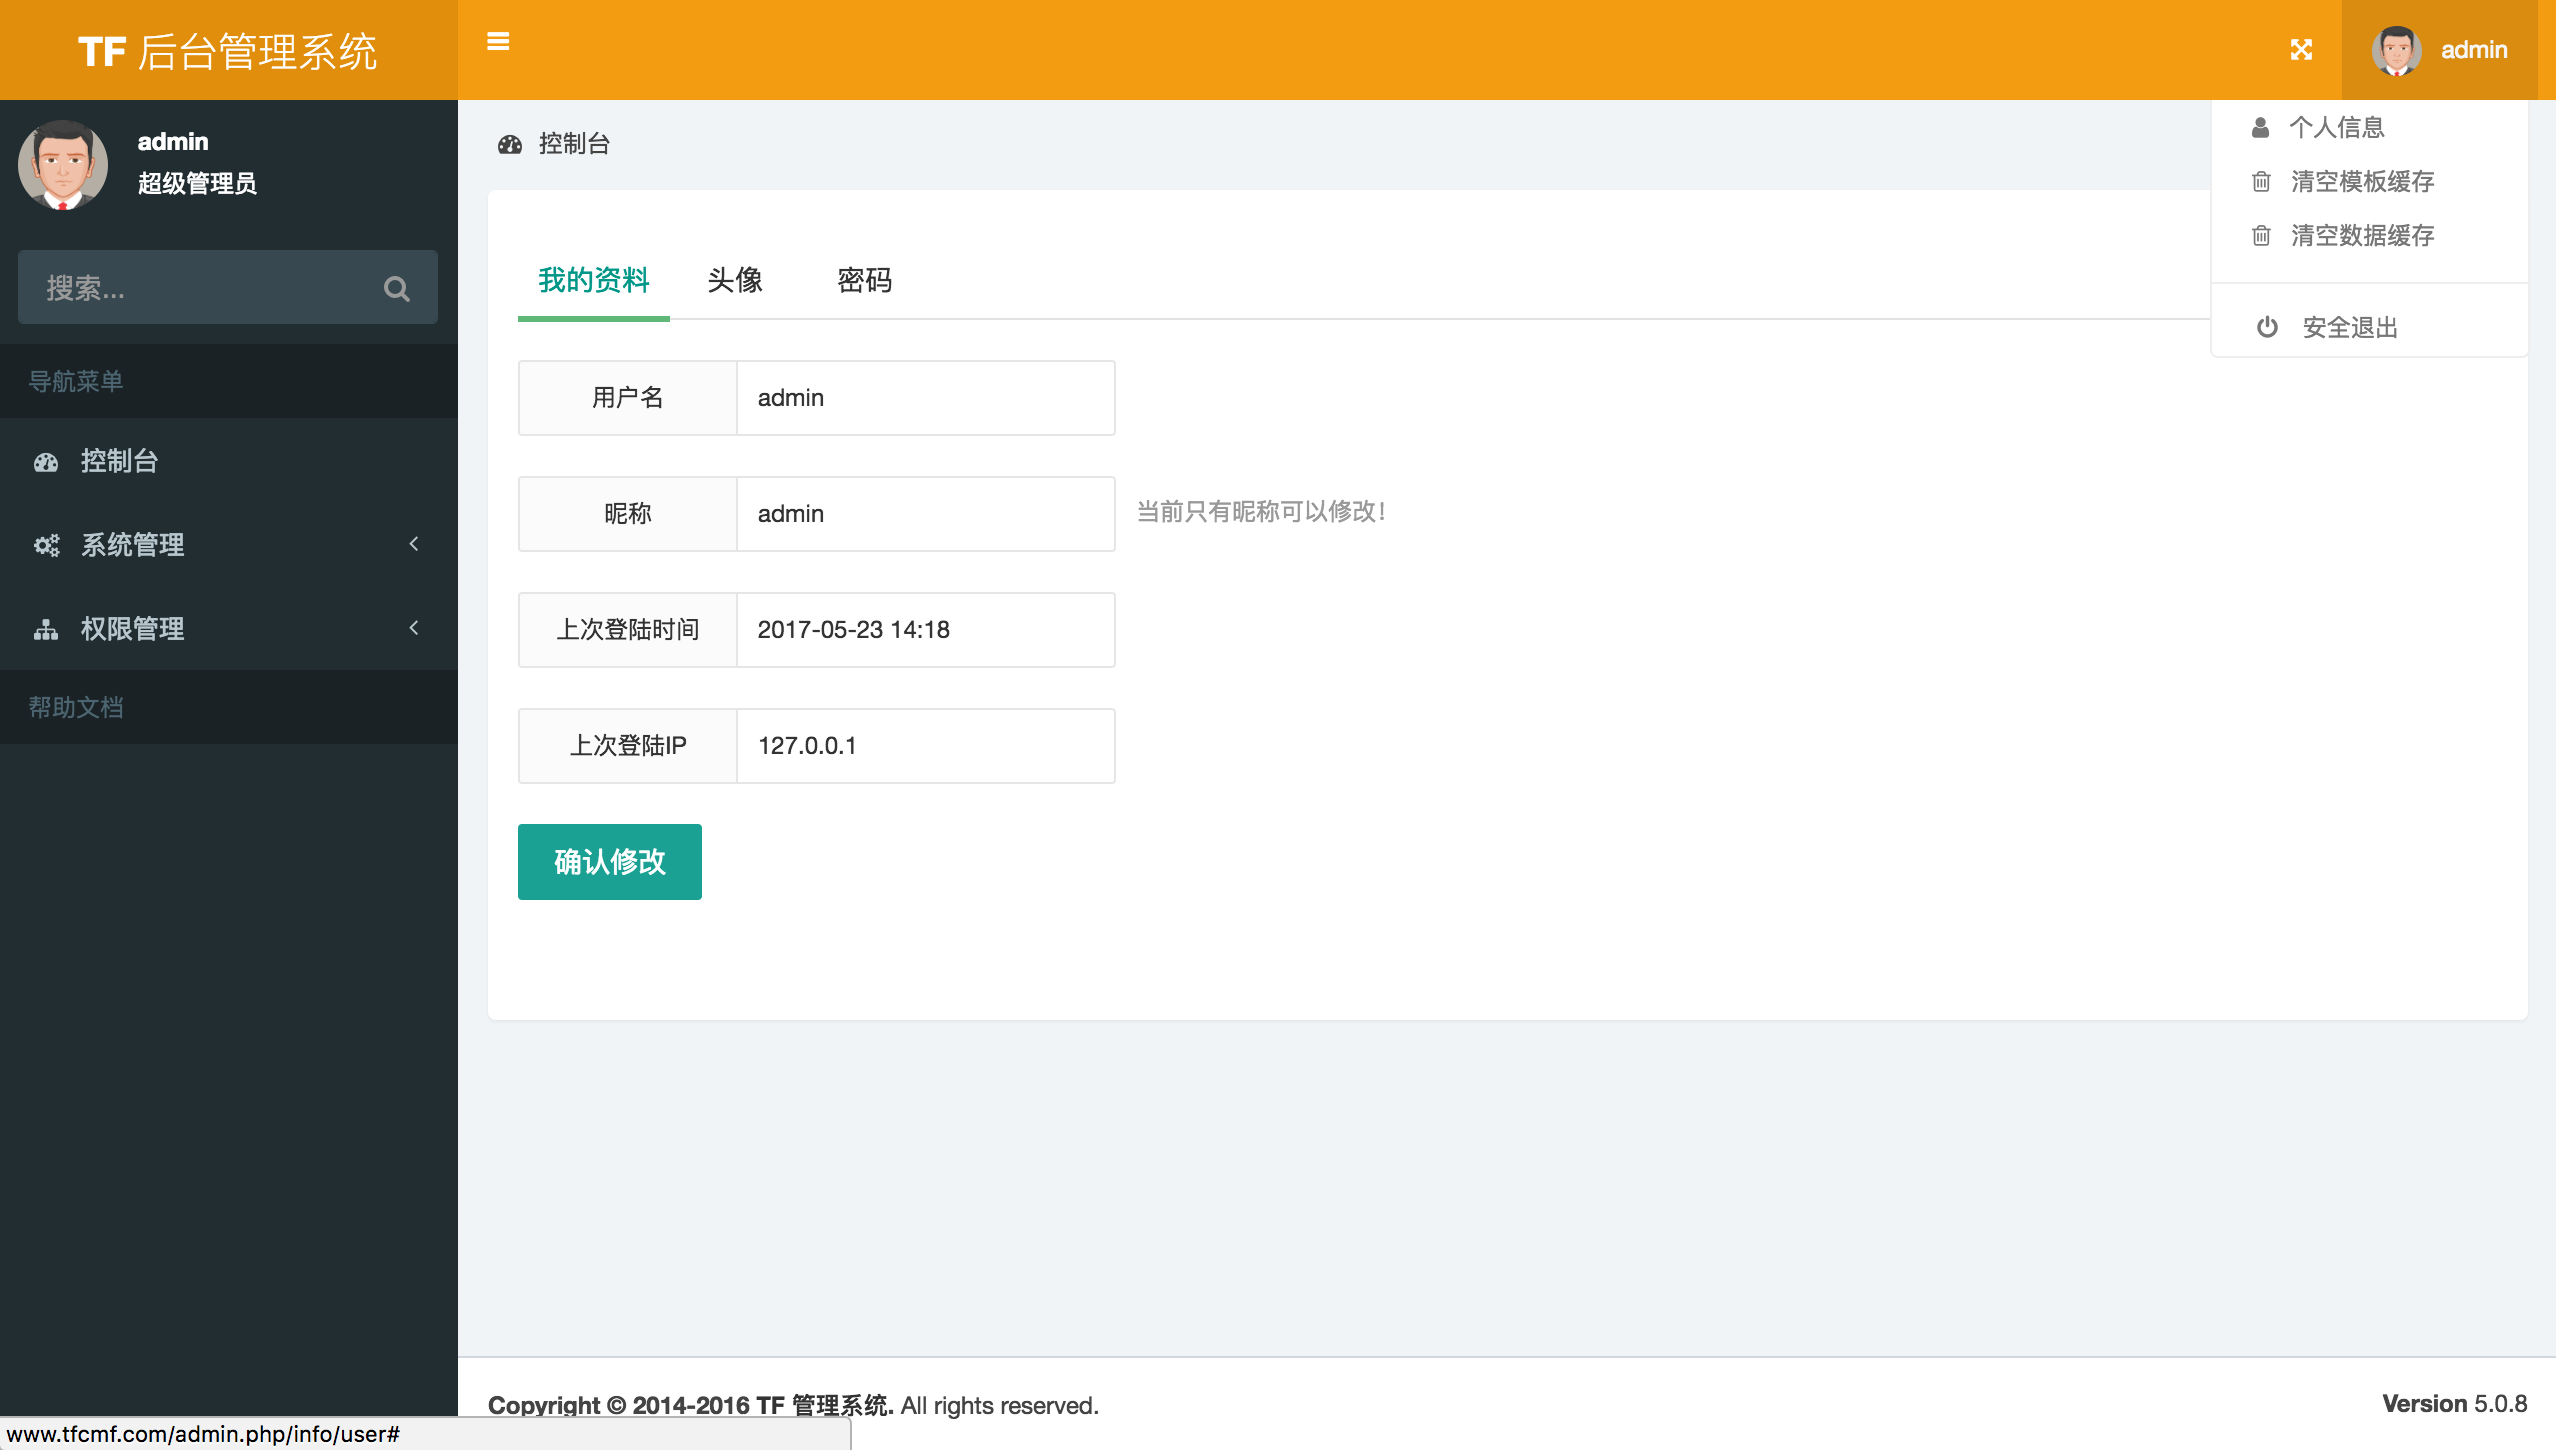 TF 后台管理系统
admin
admin
超级管理员
搜索...
导航菜单
控制台
系统管理
权限管理
帮助文档
控制台
个人信息
清空模板缓存
清空数据缓存
安全退出
我的资料 头像 密码
用户名 admin
昵称 admin 当前只有昵称可以修改！
上次登陆时间 2017-05-23 14:18
上次登陆IP 127.0.0.1
确认修改
Copyright © 2014-2016 TF 管理系统. All rights reserved.
Version 5.0.8
www.tfcmf.com/admin.php/info/user#